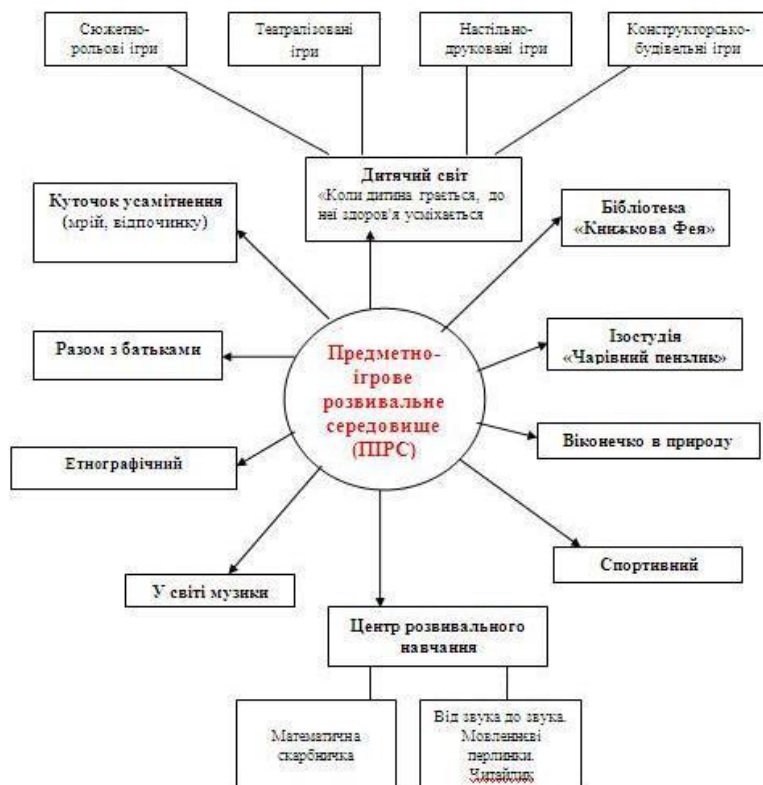 Сюжетно-
рольові ігри
Театралізовані
ігри
Настільно-
друковані ігри
Конструкторсько-
будівельні ігри
Дитячий світ
«Коли дитина грається, до
неї здоров'я усміхається
Куточок усамітнення
(мрій, відпочинку)
Бібліотека
«Книжкова Фея»
Разом з батьками
Предметно-
ігрове
розвивальне
середовище
(ПІРС)
Ізостудія
«Чарівний пензлик»
Етнографічний
Віконечко в природу
У світі музики
Спортивний
Центр розвивального
навчання
Математична
скарбничка
Від звука до звука.
Мовленнєві
перлинки.
Читайлик